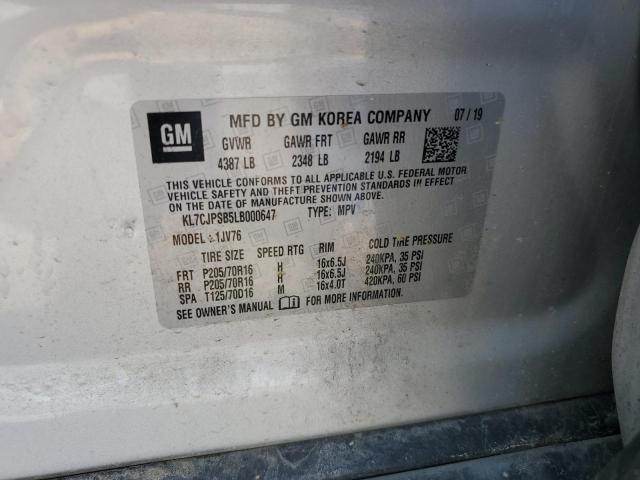 GM
MFD BY GM KOREA COMPANY 07/19
GVWR GAWR FRT GAWR RR
4387 LB 2348 LB 2194 LB
THIS VEHICLE CONFORMS TO ALL APPLICABLE U.S. FEDERAL MOTOR
VEHICLE SAFETY AND THEFT PREVENTION STANDARDS IN EFFECT
ON THE DATE OF MANUFACTURE SHOWN ABOVE.
KL7CJPSB5LB000647 TYPE: MPV
MODEL: 1JV76
TIRE SIZE SPEED RTG RIM COLD TIRE PRESSURE
FRT P205/70R16 H 16x6.5J 240KPA, 35 PSI
RR P205/70R16 H 16x6.5J 240KPA, 35 PSI
SPA T125/70D16 M 16x4.0T 420KPA, 60 PSI
SEE OWNER'S MANUAL FOR MORE INFORMATION